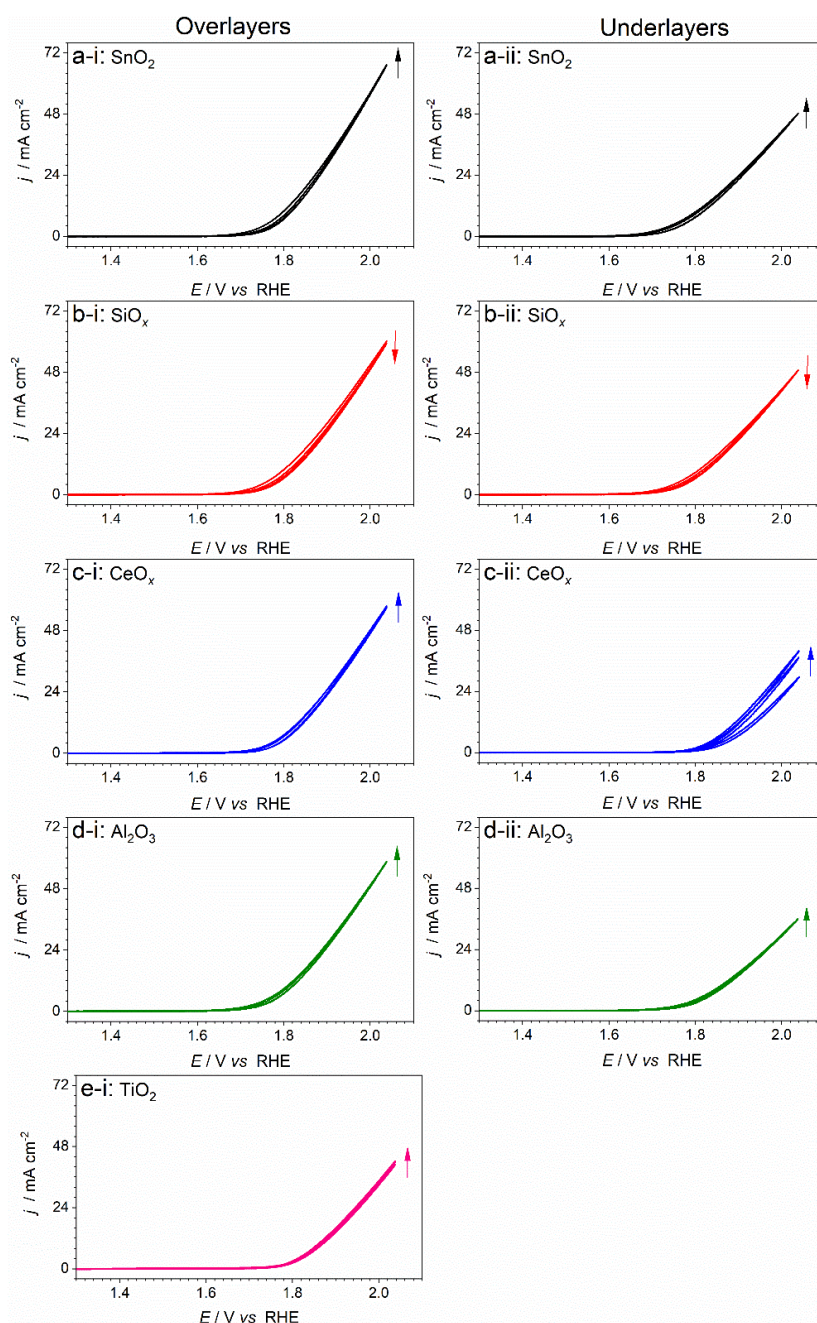 Overlayers
Underlayers
a-i: SnO₂
72
48
24
0
j / mA cm⁻²
1.4 1.6 1.8 2.0
E / V vs RHE
a-ii: SnO₂
72
48
24
0
j / mA cm⁻²
1.4 1.6 1.8 2.0
E / V vs RHE
b-i: SiOₓ
72
48
24
0
j / mA cm⁻²
1.4 1.6 1.8 2.0
E / V vs RHE
b-ii: SiOₓ
72
48
24
0
j / mA cm⁻²
1.4 1.6 1.8 2.0
E / V vs RHE
c-i: CeOₓ
72
48
24
0
j / mA cm⁻²
1.4 1.6 1.8 2.0
E / V vs RHE
c-ii: CeOₓ
72
48
24
0
j / mA cm⁻²
1.4 1.6 1.8 2.0
E / V vs RHE
d-i: Al₂O₃
72
48
24
0
j / mA cm⁻²
1.4 1.6 1.8 2.0
E / V vs RHE
d-ii: Al₂O₃
72
48
24
0
j / mA cm⁻²
1.4 1.6 1.8 2.0
E / V vs RHE
e-i: TiO₂
72
48
24
0
j / mA cm⁻²
1.4 1.6 1.8 2.0
E / V vs RHE